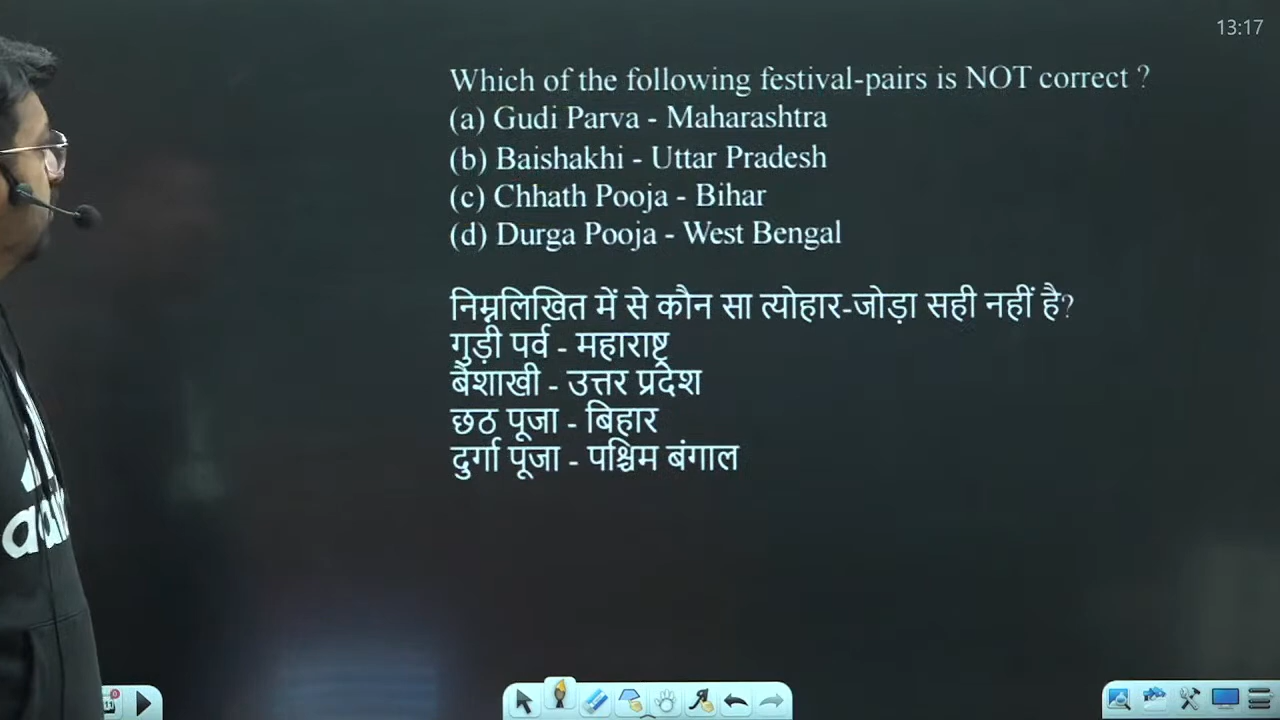 13:17
Which of the following festival-pairs is NOT correct ?
(a) Gudi Parva - Maharashtra
(b) Baishakhi - Uttar Pradesh
(c) Chhath Pooja - Bihar
(d) Durga Pooja - West Bengal
निम्नलिखित में से कौन सा त्योहार-जोड़ा सही नहीं है?
गुड़ी पर्व - महाराष्ट्र
बैशाखी - उत्तर प्रदेश
छठ पूजा - बिहार
दुर्गा पूजा - पश्चिम बंगाल